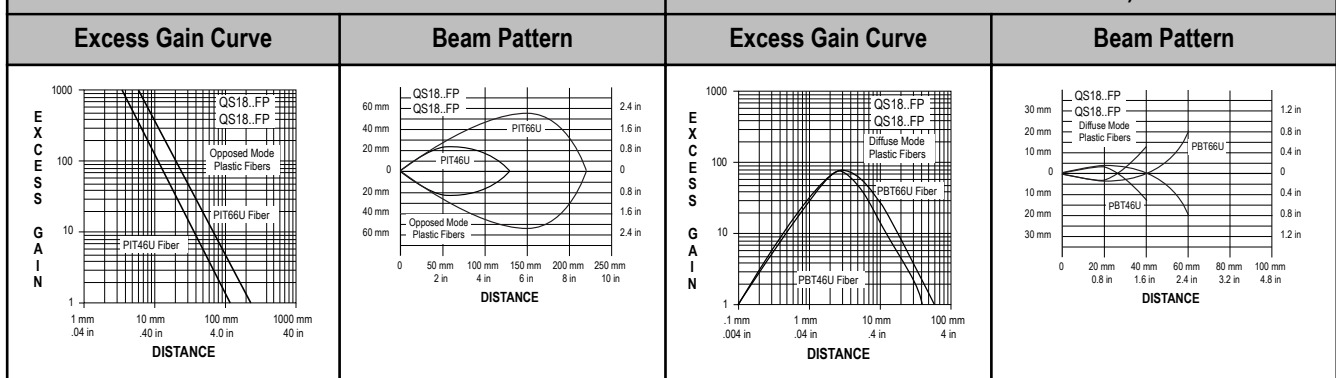 Excess Gain Curve
Beam Pattern
Excess Gain Curve
Beam Pattern
EXCESS GAIN
1000
100
10
1
QS18..FP
QS18..FP
Opposed Mode
Plastic Fibers
PIT66U Fiber
PIT46U Fiber
1 mm 10 mm 100 mm 1000 mm
.04 in .40 in 4.0 in 40 in
DISTANCE
QS18..FP
QS18..FP
60 mm 2.4 in
40 mm 1.6 in
20 mm 0.8 in
0 0
20 mm 0.8 in
40 mm 1.6 in
60 mm 2.4 in
PIT66U
PIT46U
Opposed Mode
Plastic Fibers
0 50 mm 100 mm 150 mm 200 mm 250 mm
2 in 4 in 6 in 8 in 10 in
DISTANCE
EXCESS GAIN
1000
100
10
1
QS18..FP
QS18..FP
Diffuse Mode
Plastic Fibers
PBT66U Fiber
PBT46U Fiber
.1 mm 1 mm 10 mm 100 mm
.004 in .04 in .4 in 4 in
DISTANCE
QS18..FP
QS18..FP
Diffuse Mode
Plastic Fibers
30 mm 1.2 in
20 mm 0.8 in
10 mm 0.4 in
0 0
10 mm 0.4 in
20 mm 0.8 in
30 mm 1.2 in
PBT66U
PBT46U
0 20 mm 40 mm 60 mm 80 mm 100 mm
0.8 in 1.6 in 2.4 in 3.2 in 4.8 in
DISTANCE